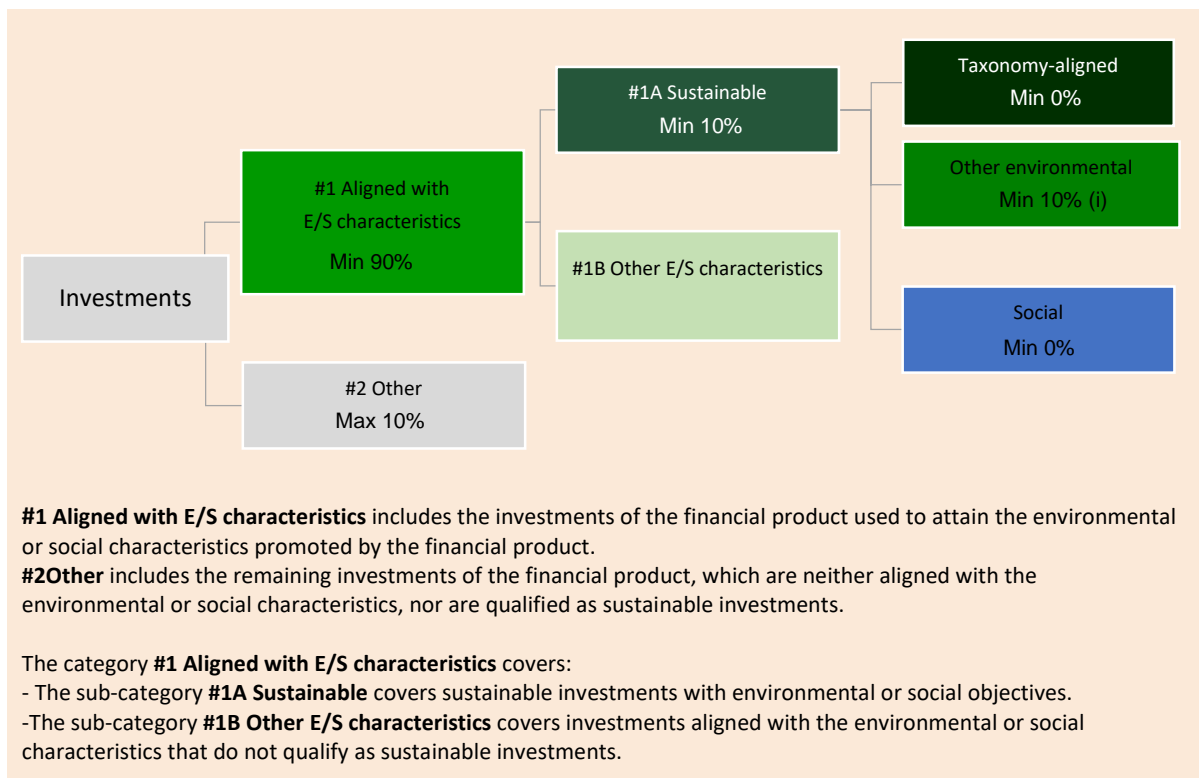 Investments
#1 Aligned with
E/S characteristics
Min 90%
#2 Other
Max 10%
#1A Sustainable
Min 10%
#1B Other E/S characteristics
Taxonomy-aligned
Min 0%
Other environmental
Min 10% (i)
Social
Min 0%
#1 Aligned with E/S characteristics includes the investments of the financial product used to attain the environmental
or social characteristics promoted by the financial product.
#2Other includes the remaining investments of the financial product, which are neither aligned with the
environmental or social characteristics, nor are qualified as sustainable investments.
The category #1 Aligned with E/S characteristics covers:
- The sub-category #1A Sustainable covers sustainable investments with environmental or social objectives.
-The sub-category #1B Other E/S characteristics covers investments aligned with the environmental or social
characteristics that do not qualify as sustainable investments.